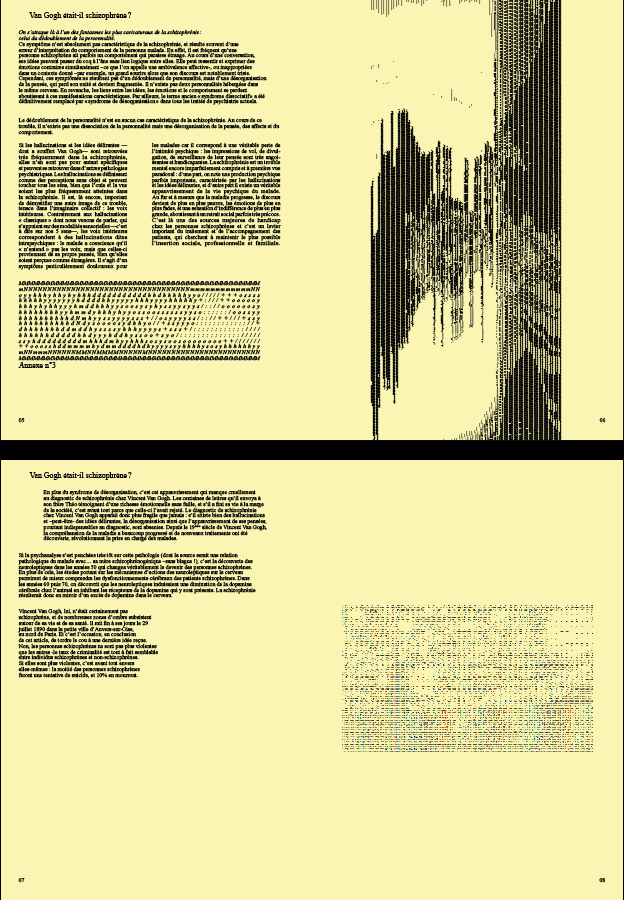 Van Gogh était-il schizophrène?
On s'attaque là à l'un des fantasmes les plus caricaturaux de la schizophrénie:
celui du dédoublement de la personnalité.
Ce symptôme n'est absolument pas caractéristique de la schizophrénie, et résulte souvent d'une
erreur d'interprétation du comportement de la personne malade. En effet, il est fréquent qu'une
personne schizophrène ait parfois un comportement qui paraisse étrange. Au cours d'une conversation,
ses idées peuvent passer du coq à l'âne sans lien logique entre elles. Elle peut ressentir et exprimer des
émotions contraires simultanément –ce que l'on appelle une ambivalence affective–, ou inappropriées
dans un contexte donné –par exemple, un grand sourire alors que son discours est notablement triste.
Cependant, ces symptômes ne résultent pas d'un dédoublement de personnalité, mais d'une désorganisation
de la pensée, qui perd son unité et devient fragmentée. Il n'existe pas deux personnalités hébergées dans
le même cerveau. En revanche, les liens entre les idées, les émotions et le comportement se perdent
aboutissant à ces manifestations caractéristiques. Par ailleurs, le terme ancien «syndrome dissociatif» a été
définitivement remplacé par «syndrome de désorganisation» dans tous les traités de psychiatrie actuels.
Le dédoublement de la personnalité n'est en aucun cas caractéristique de la schizophrénie. Au cours de ce
trouble, il n'existe pas une dissociation de la personnalité mais une désorganisation de la pensée, des affects et du
comportement.
Si les hallucinations et les idées délirantes —
dont a souffert Van Gogh— sont retrouvées
très fréquemment dans la schizophrénie,
elles n'en sont pas pour autant spécifiques
et peuvent se retrouver dans d'autres pathologies
psychiatriques. Les hallucinations se définissent
comme des perceptions sans objet et peuvent
toucher tous les sens, bien que l'ouïe et la vue
soient les plus fréquemment atteintes dans
la schizophrénie. Il est, là encore, important
de démystifier une autre image de ce trouble,
tenace dans l'imaginaire collectif : les voix
intérieures. Contrairement aux hallucinations
« classiques » dont nous venons de parler, qui
s'appuient sur des modalités sensorielles —c'est
à dire sur nos 5 sens—, les voix intérieures
correspondent à des hallucinations dites
intrapsychiques : le malade a conscience qu'il
« n'entend » pas les voix, mais que celles-ci
proviennent de sa propre pensée, bien qu'elles
soient perçues comme étrangères. Il s'agit d'un
symptôme particulièrement douloureux pour
les malades car il correspond à une véritable perte de
l'intimité psychique : les impressions de vol, de divul-
gation, de surveillance de leur pensée sont très angoi-
ssantes et handicapantes. La schizophrénie est un trouble
mental encore imparfaitement compris et à première vue
paradoxal : d'une part, on note une production psychique
parfois importante, caractérisée par les hallucinations
et les idées délirantes, et d'autre part il existe un véritable
appauvrissement de la vie psychique du malade.
Au fur et à mesure que la maladie progresse, le discours
devient de plus en plus pauvre, les émotions de plus en
plus fades, et une sensation d'indifférence de plus en plus
grande, aboutissant à un retrait social parfois très précoce.
C'est là une des sources majeures de handicap
chez les personnes schizophrènes et c'est un levier
important du traitement et de l'accompagnement des
patients, qui cherchent à maintenir le plus possible
l'insertion sociale, professionnelle et familiale.
Annexe n°3
05
06
Van Gogh était-il schizophrène?
En plus du syndrome de désorganisation, c'est cet appauvrissement qui manque cruellement
au diagnostic de schizophrénie chez Vincent Van Gogh. Les centaines de lettres qu'il envoya à
son frère Théo témoignent d'une richesse émotionnelle sans faille, et s'il a fini sa vie à la marge
de la société, c'est avant tout parce que celle-ci l'avait rejeté. Le diagnostic de schizophrénie
chez Vincent Van Gogh apparaît donc plus fragile que jamais : s'il existe bien des hallucinations
et –peut-être– des idées délirantes, la désorganisation ainsi que l'appauvrissement de ses pensées,
pourtant indispensables au diagnostic, sont absentes. Depuis le 19ème siècle de Vincent Van Gogh,
la compréhension de la maladie a beaucoup progressé et de nouveaux traitements ont été
découverts, révolutionnant la prise en charge des malades.
Si la psychanalyse s'est penchée très tôt sur cette pathologie (dont la source serait une relation
pathologique du malade avec… sa mère schizophrénogénique –sans blague !), c'est la découverte des
neuroleptiques dans les années 50 qui changea véritablement le devenir des personnes schizophrènes.
En plus de cela, les études portant sur les mécanismes d'actions des neuroleptiques sur le cerveau
permirent de mieux comprendre les dysfonctionnements cérébraux des patients schizophrènes. Dans
les années 60 puis 70, on découvrit que les neuroleptiques induisaient une diminution de la dopamine
cérébrale chez l'animal en inhibant les récepteurs de la dopamine qui y sont présents. La schizophrénie
résulterait donc en miroir d'un excès de dopamine dans le cerveau.
Vincent Van Gogh, lui, n'était certainement pas
schizophrène, et de nombreuses zones d'ombre subsistent
autour de sa vie et de sa santé. Il mit fin à ses jours le 29
juillet 1890 dans le petit village d'Auvers-sur-Oise,
au nord de Paris. Et c'est l'occasion, en conclusion
de cet article, de tordre le cou à une dernière idée reçue.
Non, les personnes schizophrènes ne sont pas plus violentes
que les autres –le taux de criminalité est tout à fait semblable
entre individus schizophrènes et non-schizophrènes.
Si elles sont plus violentes, c'est avant tout envers
elles-mêmes : la moitié des personnes schizophrènes
feront une tentative de suicide, et 10% en mourront.
07
08